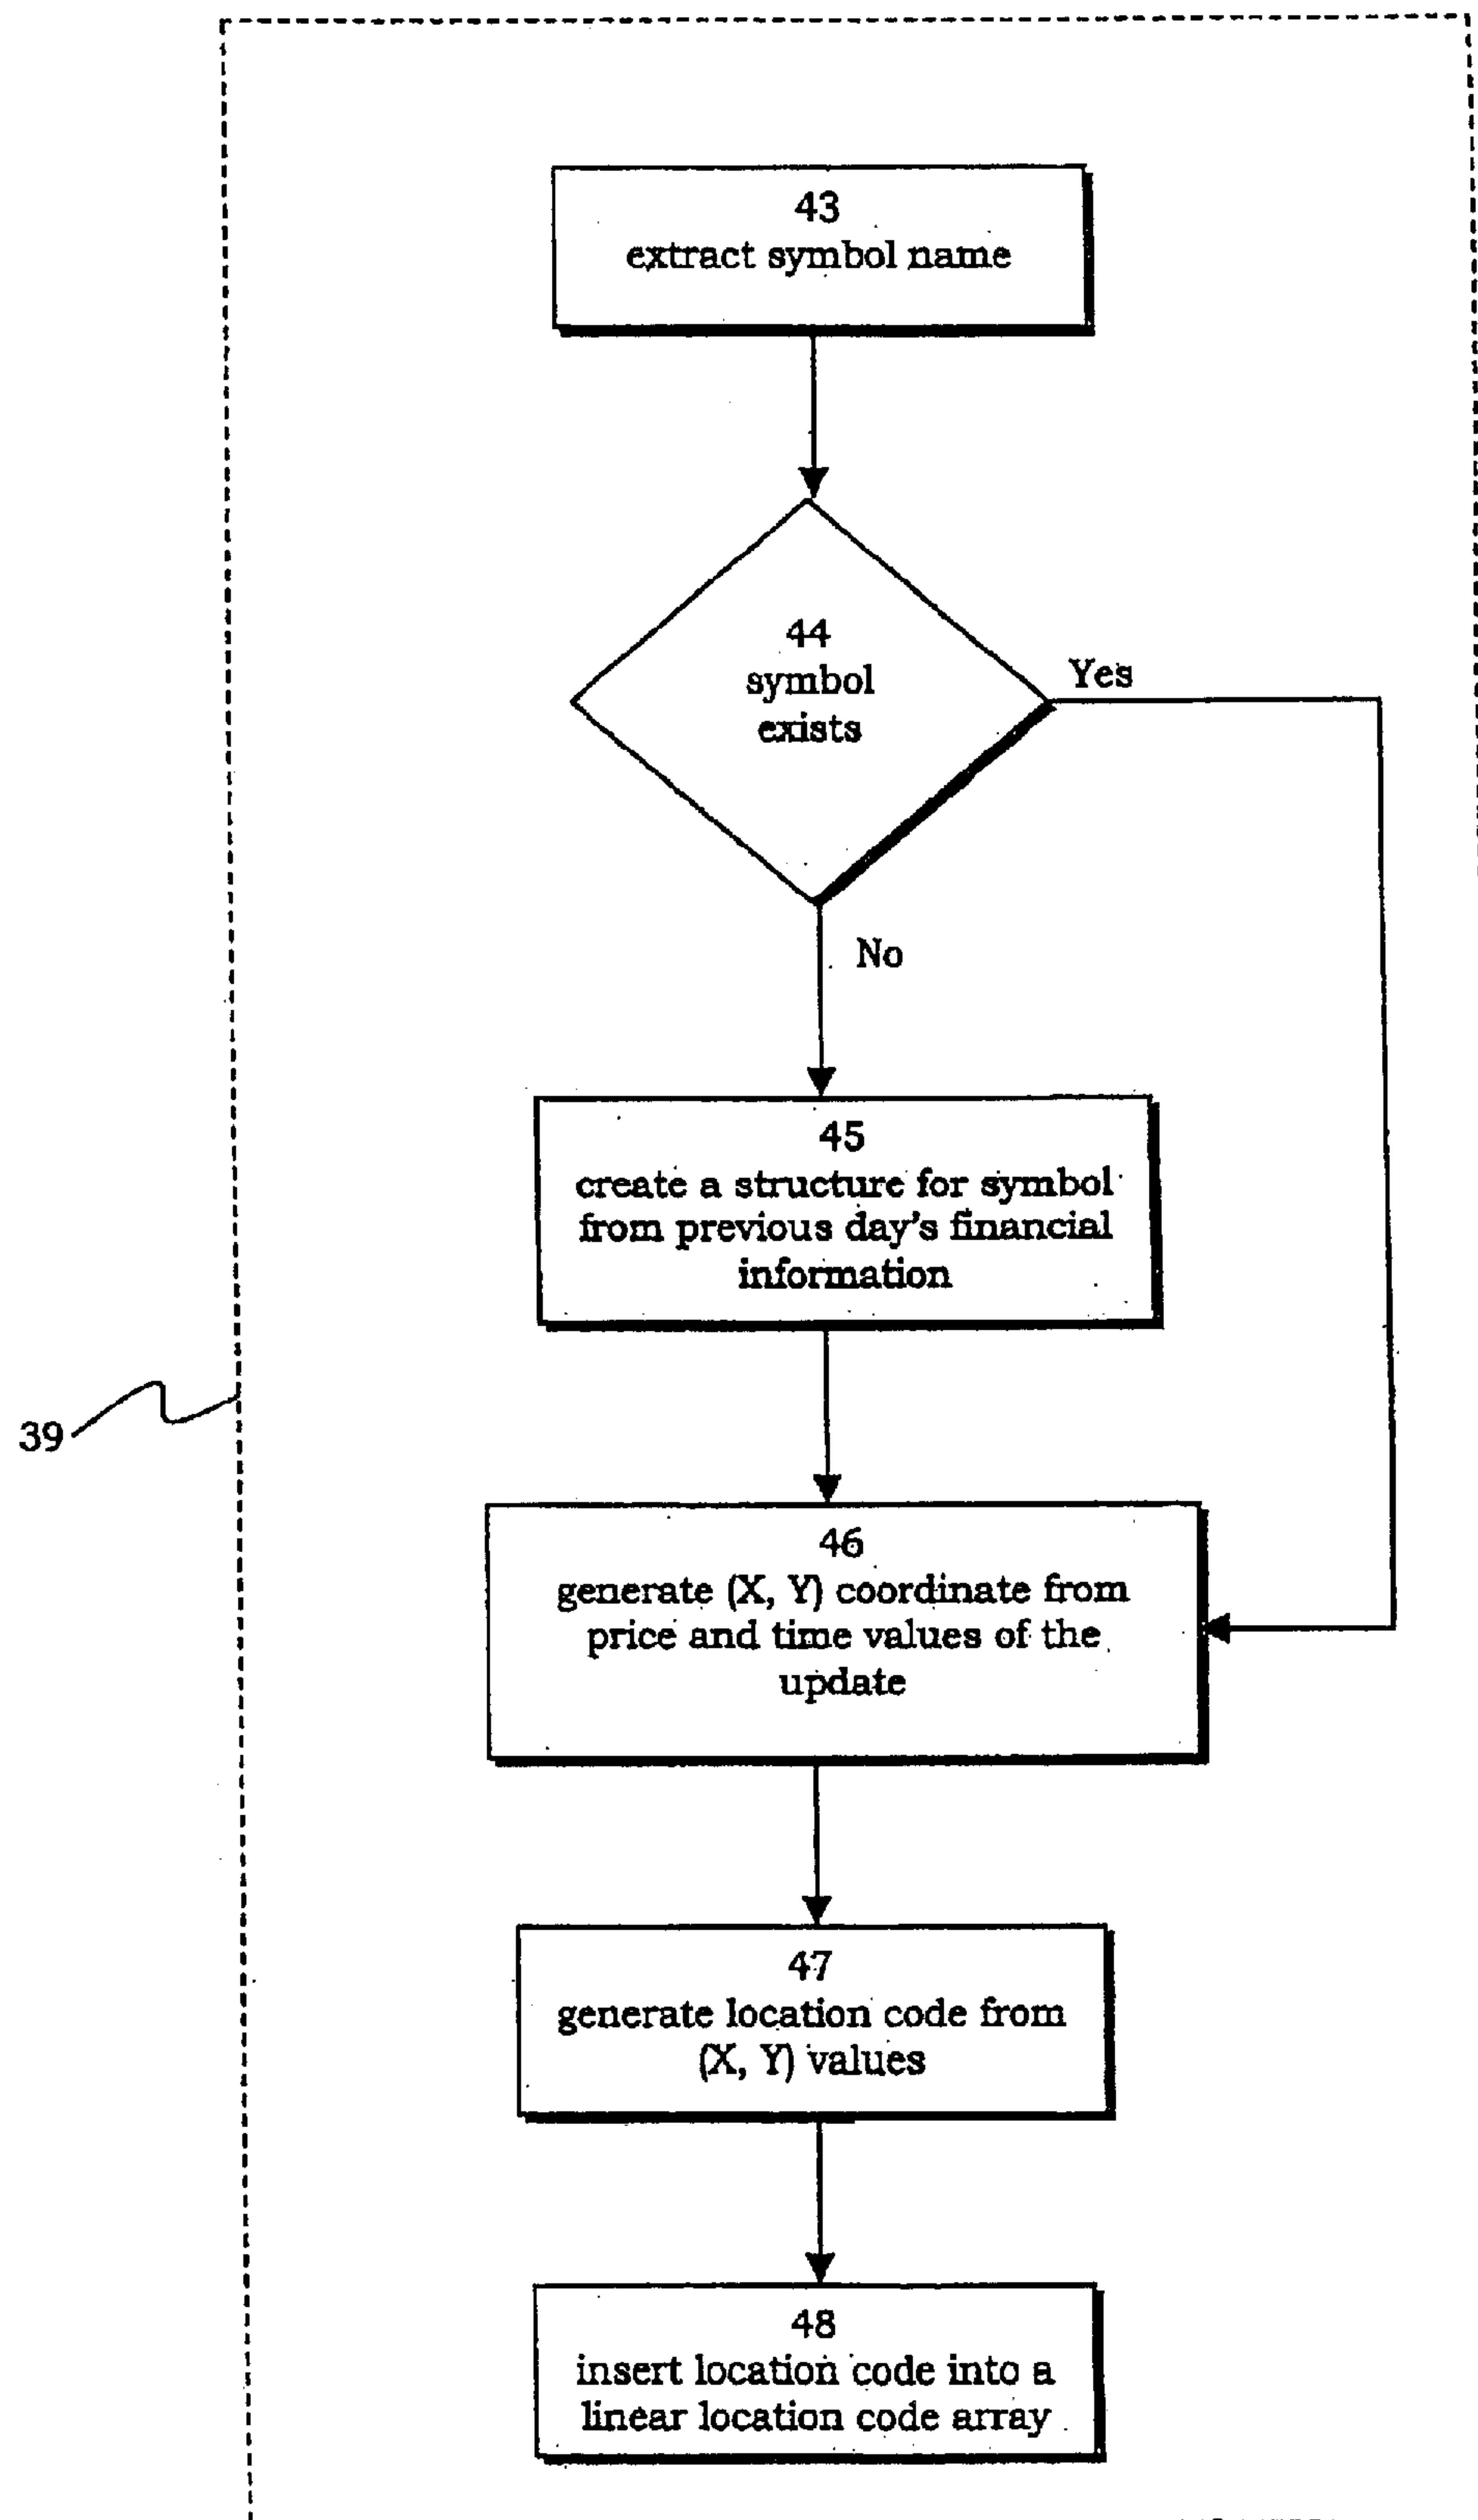 43
extract symbol name
44
symbol
exists
Yes
No
45
create a structure for symbol
from previous day's financial
information
39
46
generate (X, Y) coordinate from
price and time values of the
update
47
generate location code from
(X, Y) values
48
insert location code into a
linear location code array